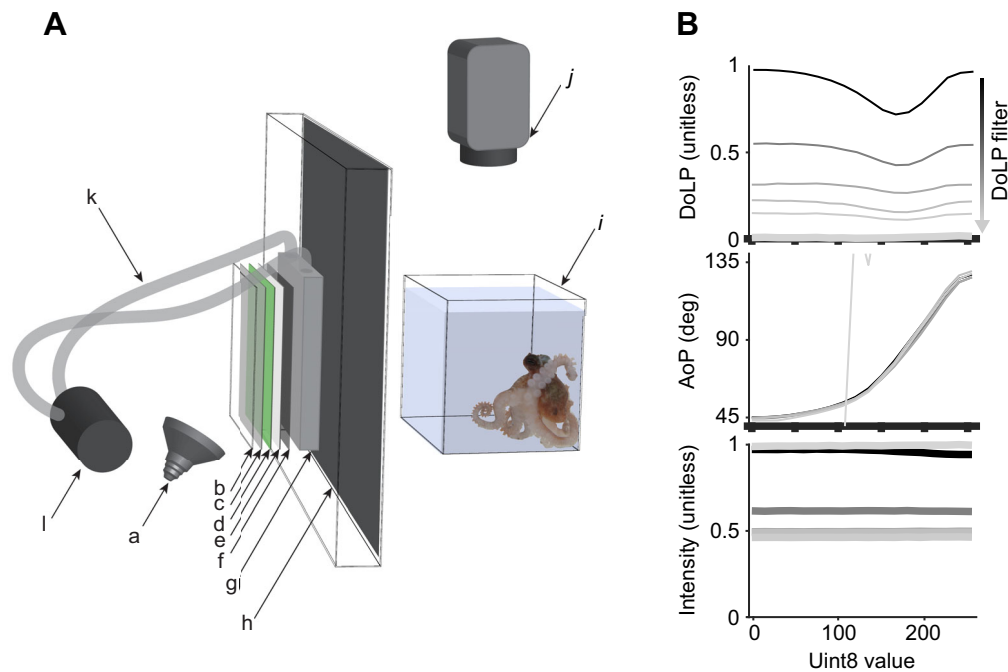 A
j
k
i
b
c
d
e
f
g
h
l
a
B
DoLP (unitless)
1
0.5
0
DoLP filter
AoP (deg)
135
90
45
Intensity (unitless)
1
0.5
0
0
100
200
Uint8 value